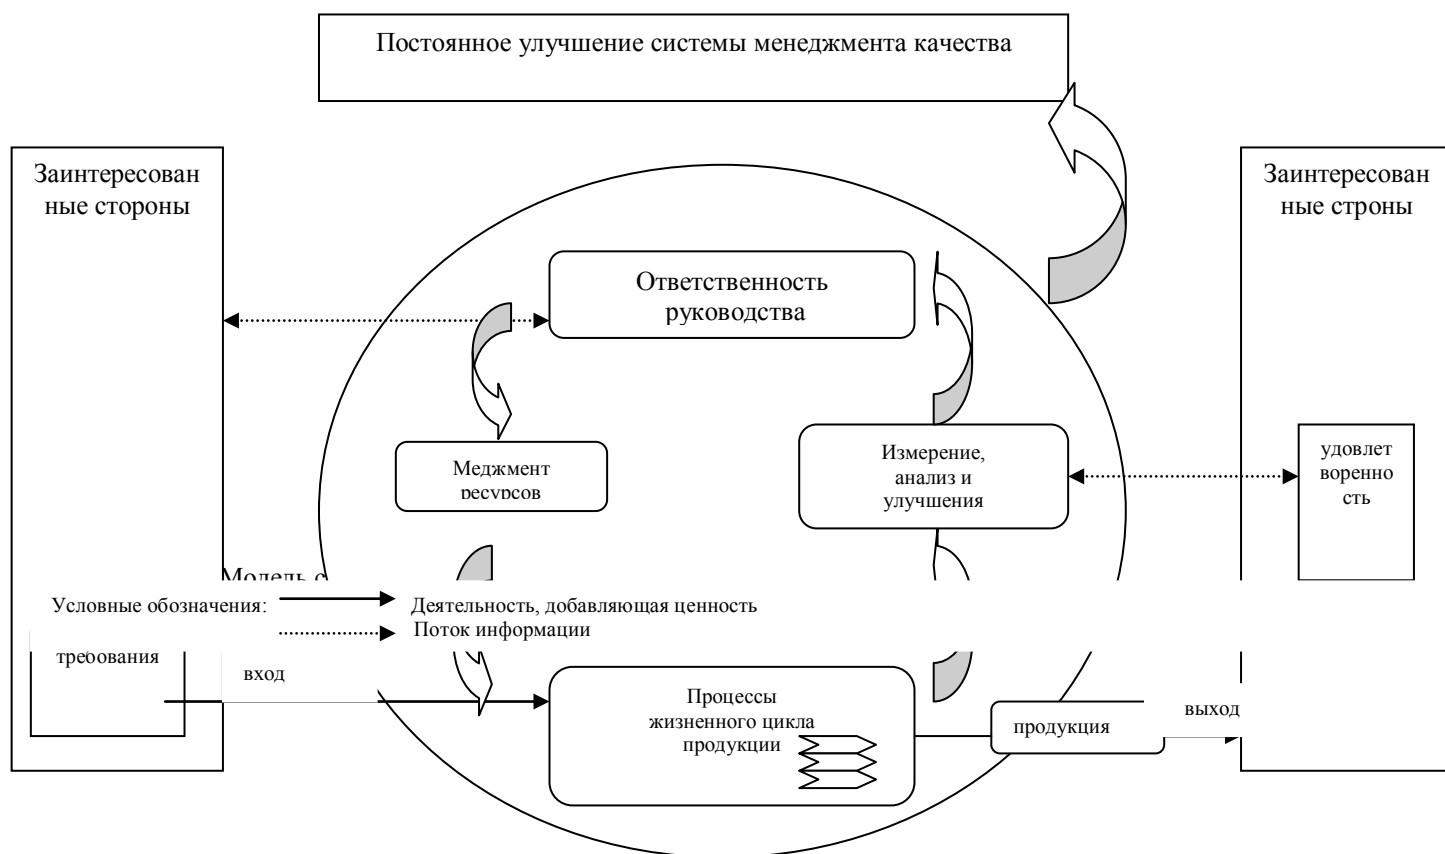 Постоянное улучшение системы менеджмента качества
Заинтересован
ные стороны
Заинтересован
ные строны
Ответственность
руководства
Меджмент
ресурсов
Измерение,
анализ и
улучшения
удовлет
воренно
сть
Модель с
Условные обозначения:
Деятельность, добавляющая ценность
Поток информации
требования
вход
Процессы
жизненного цикла
продукции
продукция
выход